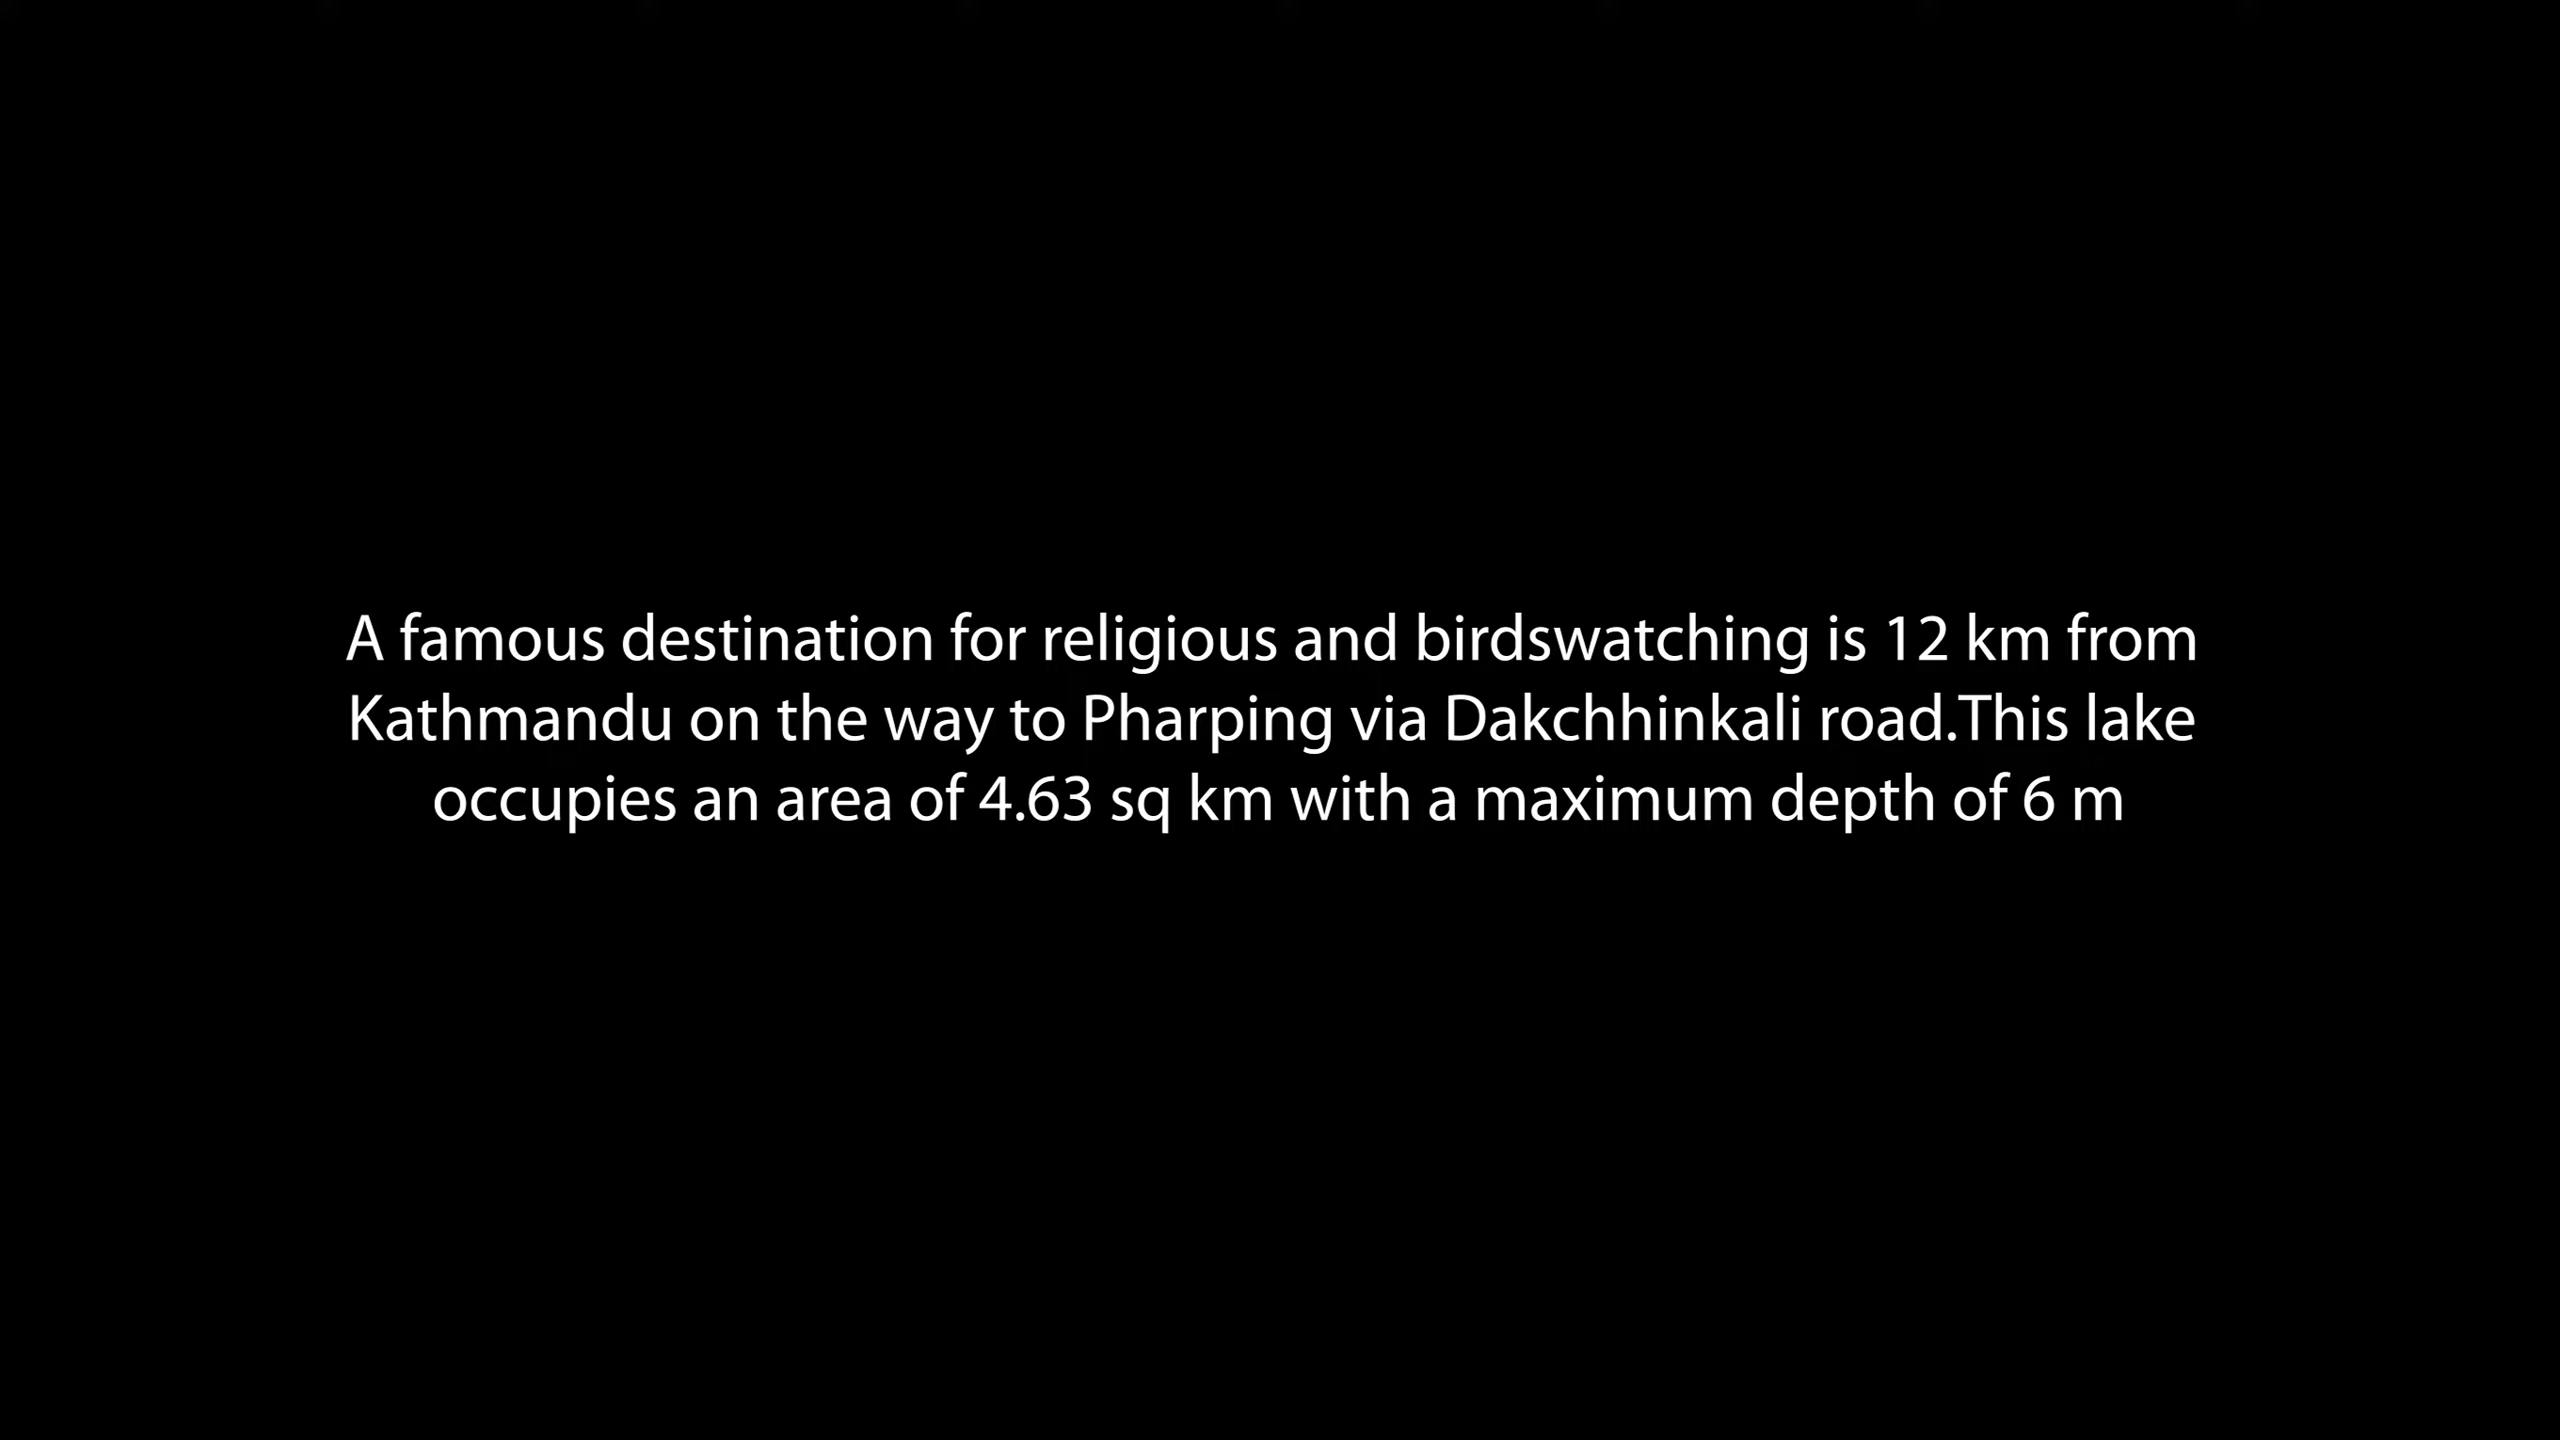 A famous destination for religious and birdswatching is 12 km from
Kathmandu on the way to Pharping via Dakchhinkali road.This lake
occupies an area of 4.63 sq km with a maximum depth of 6 m